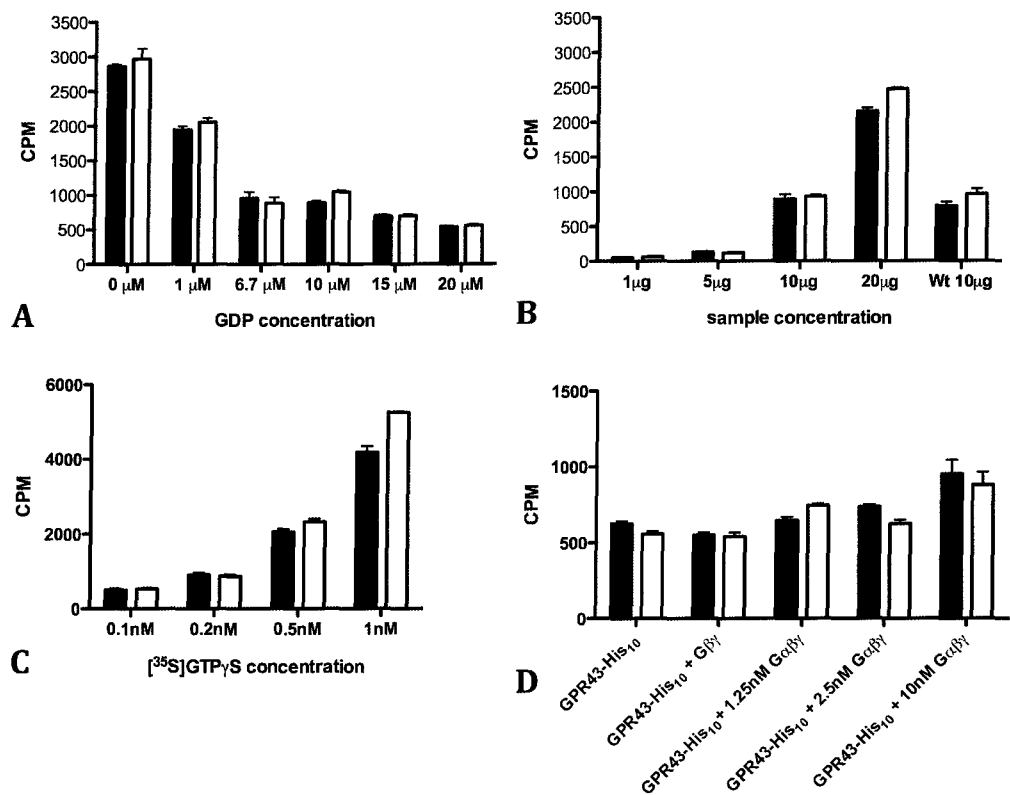 3500
3000
2500
2000
1500
1000
500
0
CPM
0 μM 1 μM 6.7 μM 10 μM 15 μM 20 μM
GDP concentration
A
3500
3000
2500
2000
1500
1000
500
0
CPM
1μg 5μg 10μg 20μg Wt 10μg
sample concentration
B
6000
4000
2000
0
CPM
0.1nM 0.2nM 0.5nM 1nM
[³⁵S]GTPγS concentration
C
1500
1000
500
0
CPM
GPR43-His₁₀
GPR43-His₁₀ + Gβγ
GPR43-His₁₀ + 1.25nM Gαβγ
GPR43-His₁₀ + 2.5nM Gαβγ
GPR43-His₁₀ + 10nM Gαβγ
D